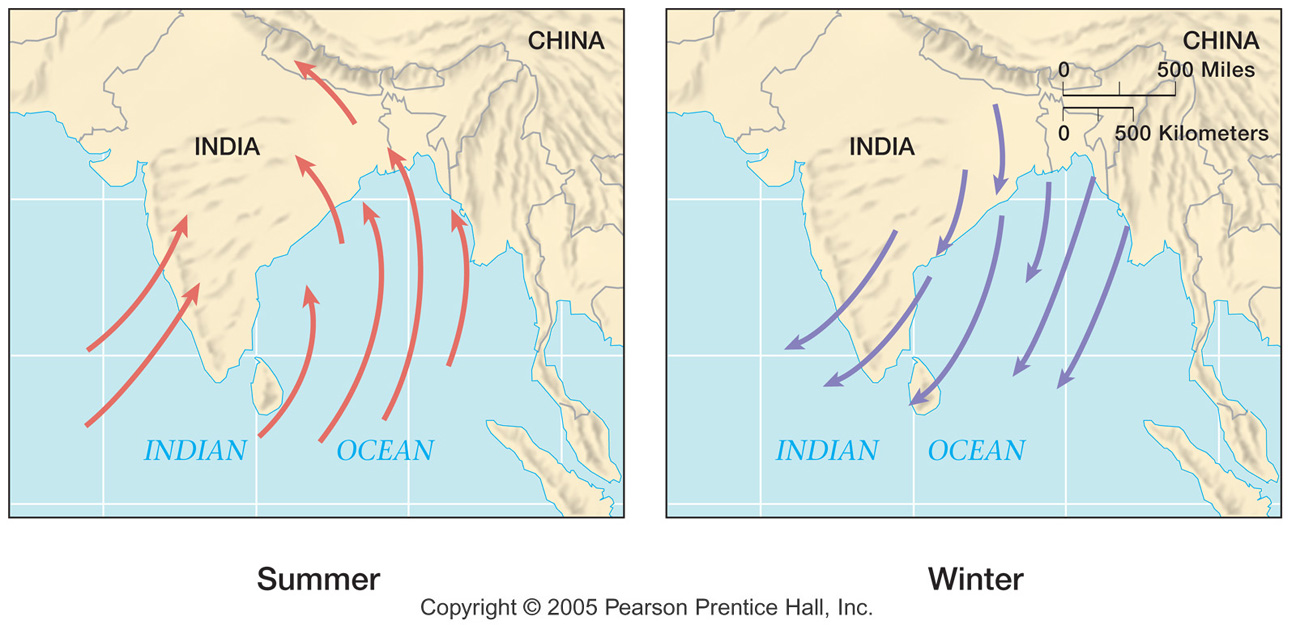 CHINA
INDIA
INDIAN OCEAN
Summer
CHINA
0 500 Miles
0 500 Kilometers
INDIA
INDIAN OCEAN
Winter
Copyright © 2005 Pearson Prentice Hall, Inc.